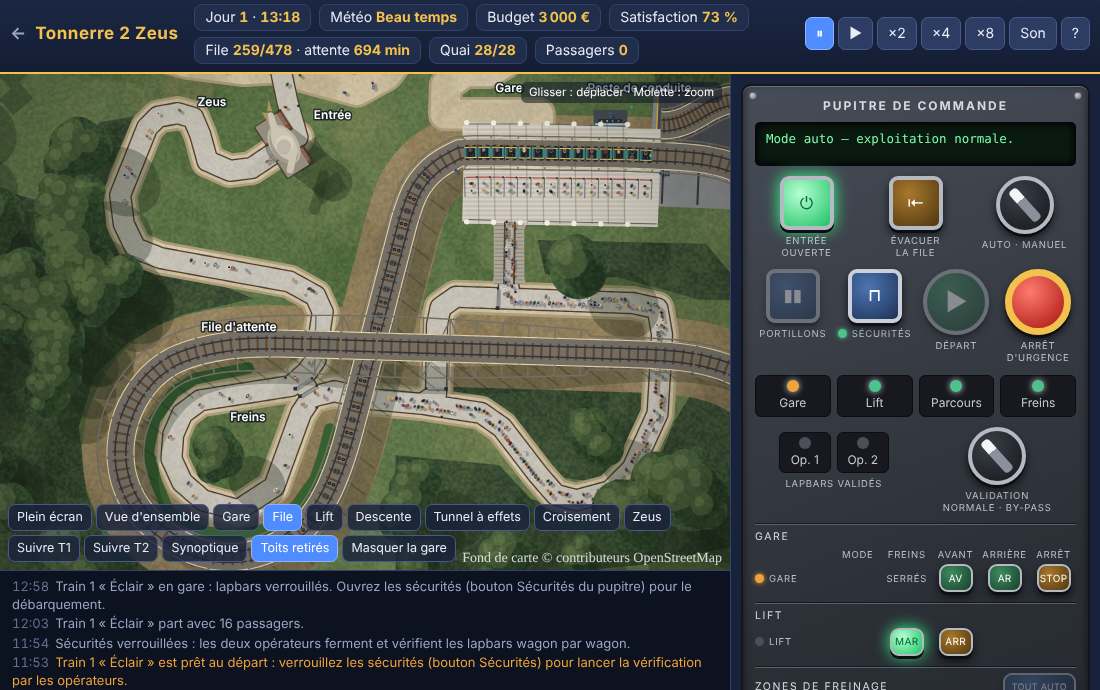 ← Tonnerre 2 Zeus
Jour 1 · 13:18
Météo Beau temps
Budget 3 000 €
Satisfaction 73 %
File 259/478 · attente 694 min
Quai 28/28
Passagers 0
×2
×4
×8
Son
?
Zeus
Entrée
Gare
Poste de conduite
Glisser : déplacer · Molette : zoom
File d'attente
Freins
Plein écran
Vue d'ensemble
Gare
File
Lift
Descente
Tunnel à effets
Croisement
Zeus
Suivre T1
Suivre T2
Synoptique
Toits retirés
Masquer la gare
Fond de carte © contributeurs OpenStreetMap
12:58 Train 1 « Éclair » en gare : lapbars verrouillés. Ouvrez les sécurités (bouton Sécurités du pupitre) pour le
débarquement.
12:03 Train 1 « Éclair » part avec 16 passagers.
11:54 Sécurités verrouillées : les deux opérateurs ferment et vérifient les lapbars wagon par wagon.
11:53 Train 1 « Éclair » est prêt au départ : verrouillez les sécurités (bouton Sécurités) pour lancer la vérification
par les opérateurs.
PUPITRE DE COMMANDE
Mode auto – exploitation normale.
ENTRÉE
OUVERTE
ÉVACUER
LA FILE
AUTO · MANUEL
PORTILLONS
SÉCURITÉS
DÉPART
ARRÊT
D'URGENCE
Gare
Lift
Parcours
Freins
Op. 1
Op. 2
LAPBARS VALIDÉS
VALIDATION
NORMALE · BY-PASS
GARE
MODE FREINS AVANT ARRIÈRE ARRÊT
GARE SERRÉS AV AR STOP
LIFT
LIFT MAR ARR
ZONES DE FREINAGE TOUT AUTO